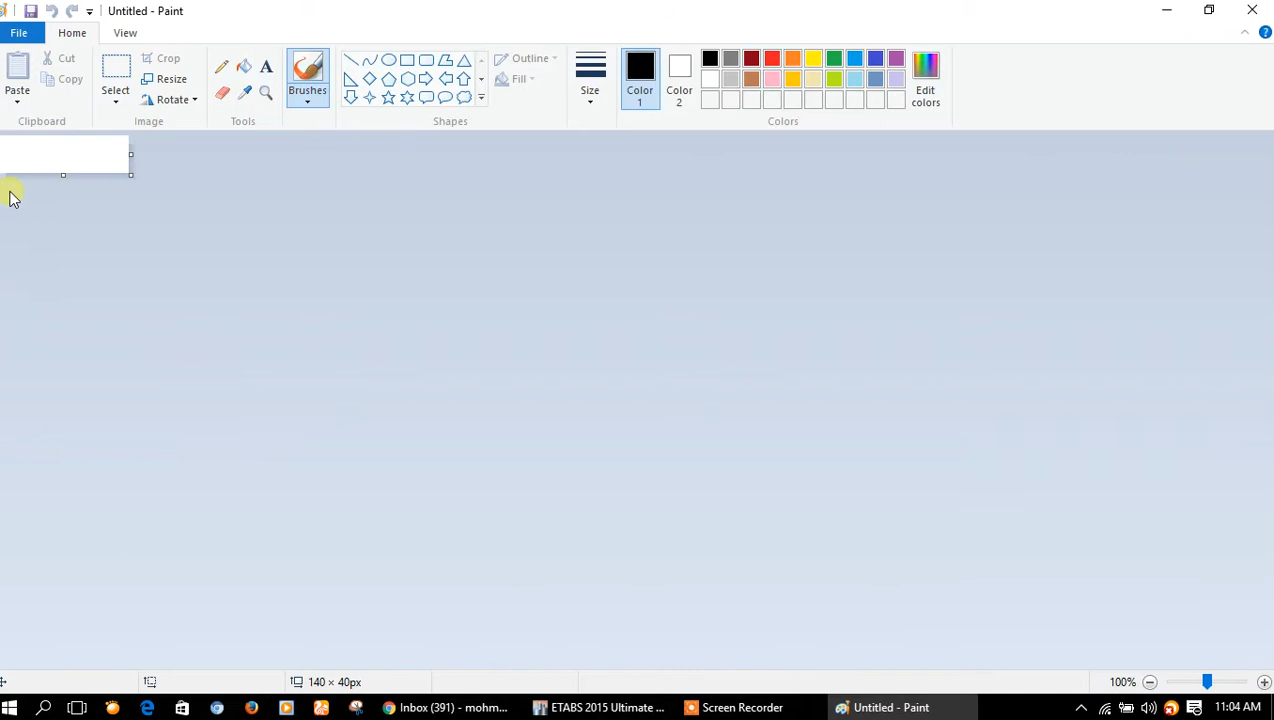 Untitled - Paint
File
Home
View
Paste
Cut
Copy
Clipboard
Select
Crop
Resize
Rotate
Image
A
Tools
Brushes
Shapes
Outline
Fill
Size
Color 1
Color 2
Edit colors
Colors
140 × 40px
100%
Inbox (391) - mohm...
ETABS 2015 Ultimate ...
Screen Recorder
Untitled - Paint
11:04 AM